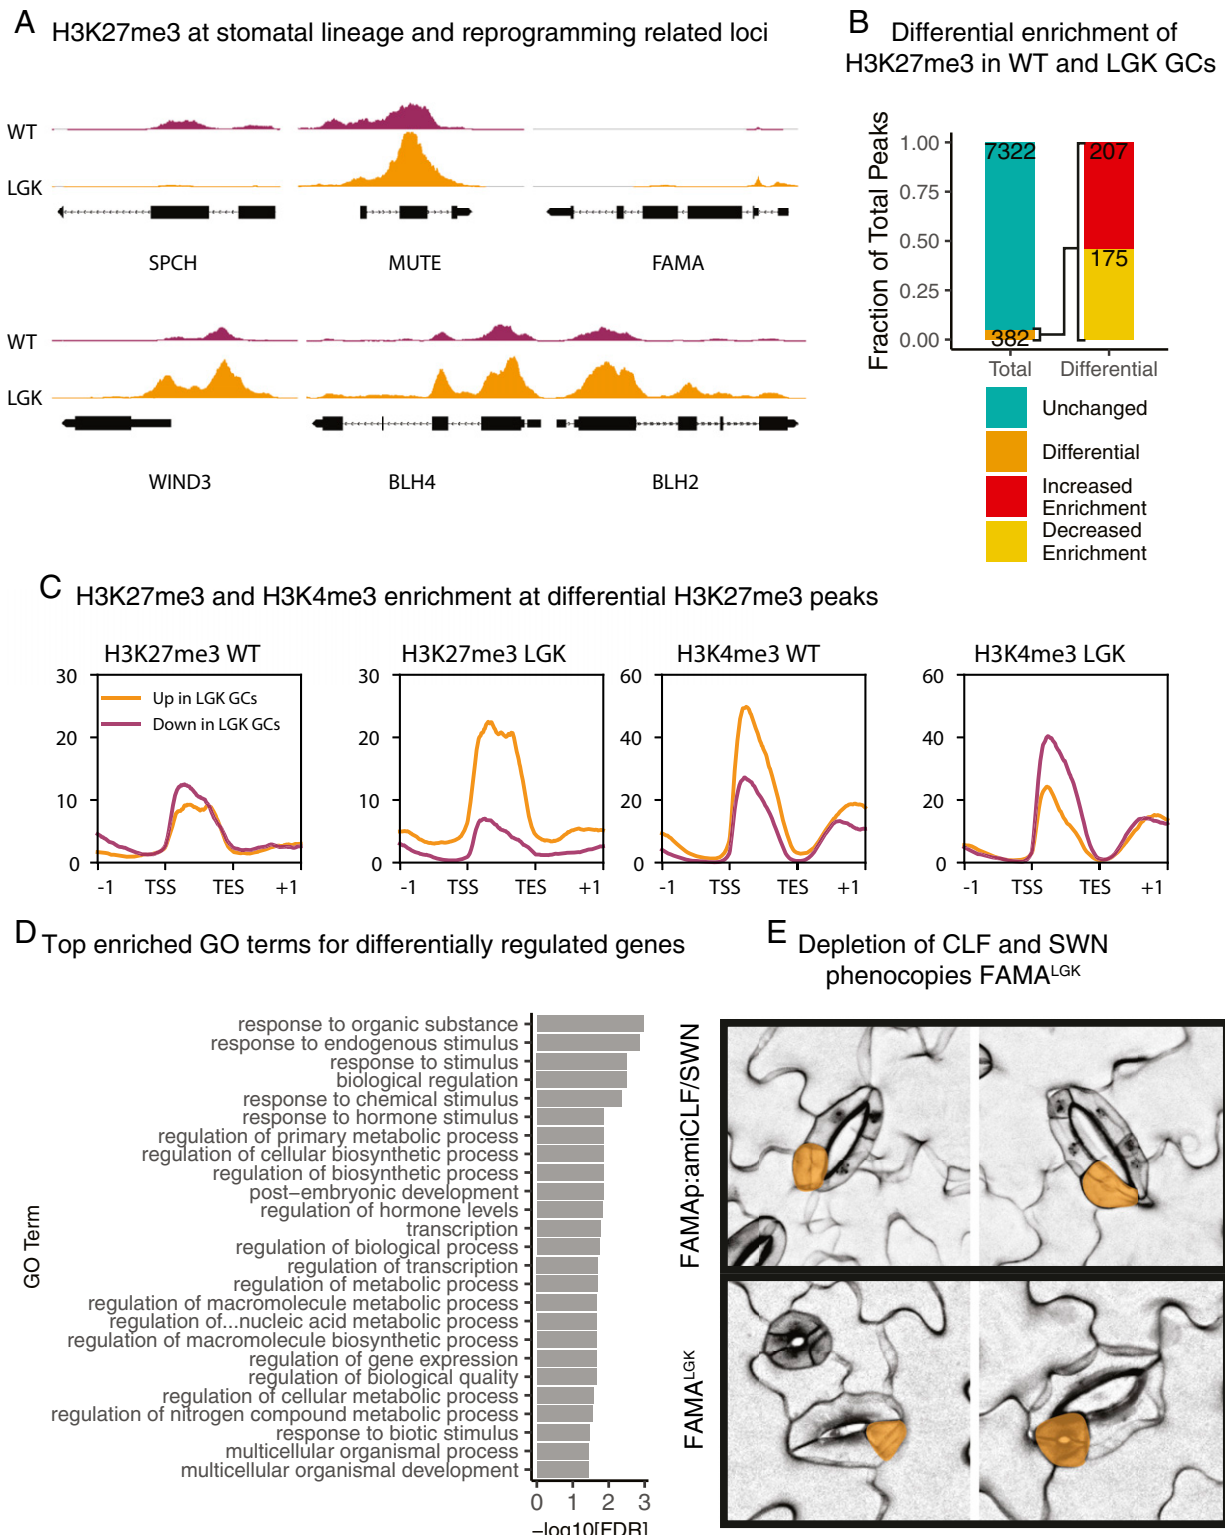 A H3K27me3 at stomatal lineage and reprogramming related loci
WT
LGK
SPCH MUTE FAMA
WT
LGK
WIND3 BLH4 BLH2
B Differential enrichment of
H3K27me3 in WT and LGK GCs
Fraction of Total Peaks
1.00
0.75
0.50
0.25
0.00
7322
382
207
175
Total Differential
Unchanged
Differential
Increased
Enrichment
Decreased
Enrichment
C H3K27me3 and H3K4me3 enrichment at differential H3K27me3 peaks
H3K27me3 WT
30
20
10
0
Up in LGK GCs
Down in LGK GCs
-1 TSS TES +1
H3K27me3 LGK
30
20
10
0
-1 TSS TES +1
H3K4me3 WT
60
40
20
0
-1 TSS TES +1
H3K4me3 LGK
60
40
20
0
-1 TSS TES +1
D Top enriched GO terms for differentially regulated genes
GO Term
response to organic substance
response to endogenous stimulus
response to stimulus
biological regulation
response to chemical stimulus
response to hormone stimulus
regulation of primary metabolic process
regulation of cellular biosynthetic process
regulation of biosynthetic process
post−embryonic development
regulation of hormone levels
transcription
regulation of biological process
regulation of transcription
regulation of metabolic process
regulation of macromolecule metabolic process
regulation of...nucleic acid metabolic process
regulation of macromolecule biosynthetic process
regulation of gene expression
regulation of biological quality
regulation of cellular metabolic process
regulation of nitrogen compound metabolic process
response to biotic stimulus
multicellular organismal process
multicellular organismal development
0 1 2 3
−log10[FDR]
E Depletion of CLF and SWN
phenocopies FAMA^LGK
FAMAp:amiCLF/SWN
FAMA^LGK